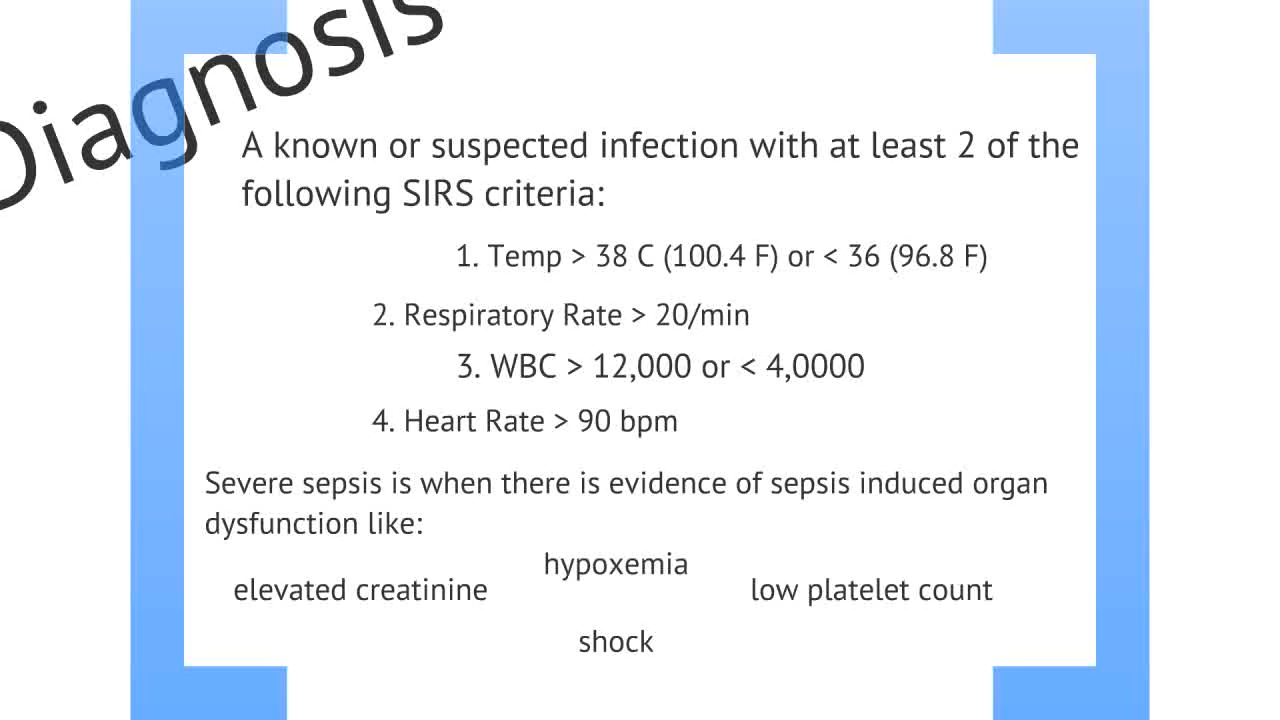 Diagnosis
A known or suspected infection with at least 2 of the
following SIRS criteria:
1. Temp > 38 C (100.4 F) or < 36 (96.8 F)
2. Respiratory Rate > 20/min
3. WBC > 12,000 or < 4,0000
4. Heart Rate > 90 bpm
Severe sepsis is when there is evidence of sepsis induced organ
dysfunction like:
hypoxemia
elevated creatinine
low platelet count
shock